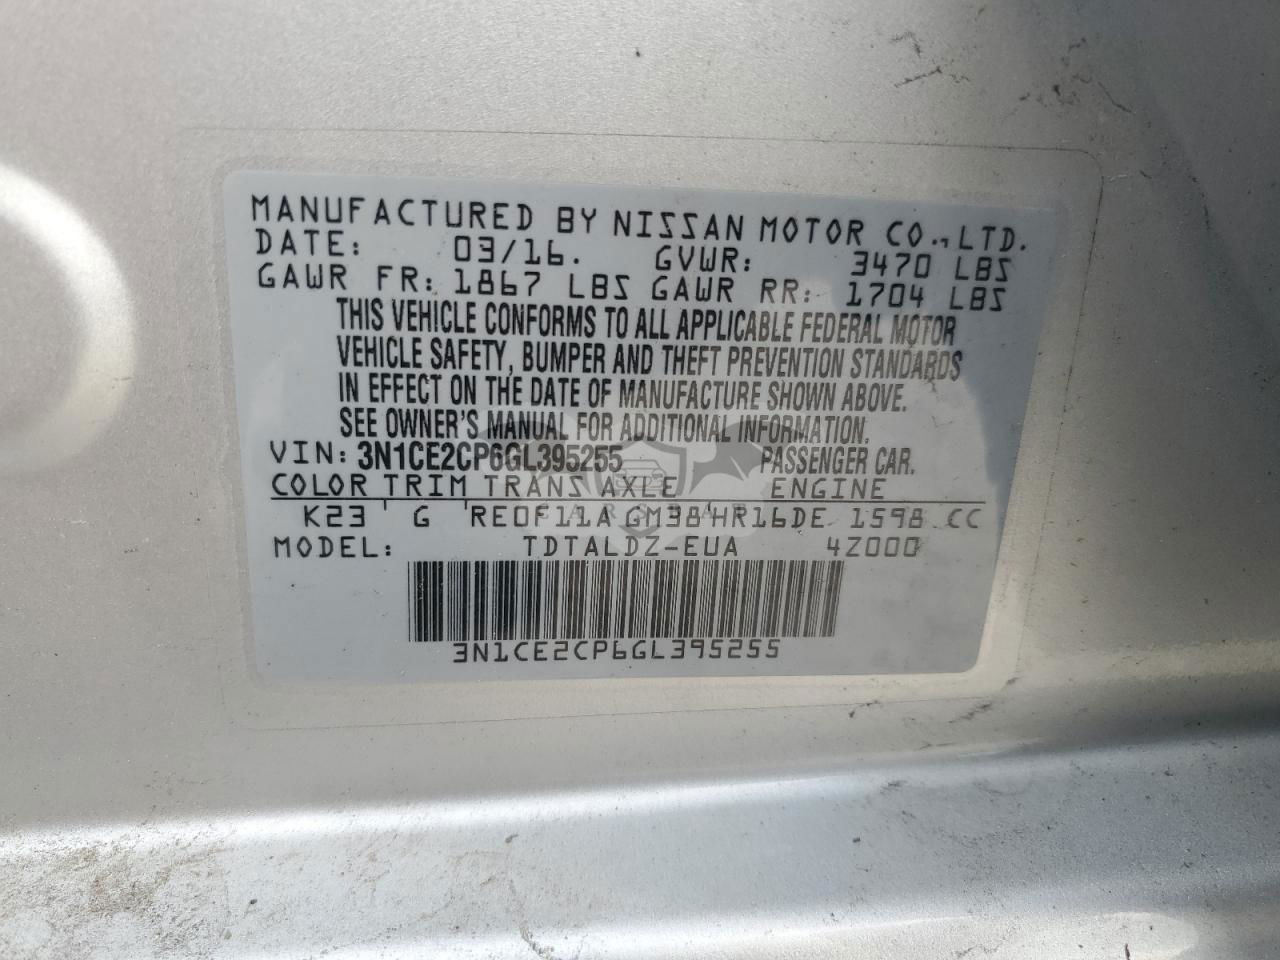 MANUFACTURED BY NISSAN MOTOR CO., LTD.
DATE: 03/16. GVWR: 3470 LBS
GAWR FR: 1867 LBS GAWR RR: 1704 LBS
THIS VEHICLE CONFORMS TO ALL APPLICABLE FEDERAL MOTOR
VEHICLE SAFETY, BUMPER AND THEFT PREVENTION STANDARDS
IN EFFECT ON THE DATE OF MANUFACTURE SHOWN ABOVE.
SEE OWNER'S MANUAL FOR ADDITIONAL INFORMATION.
VIN: 3N1CE2CP6GL395255 PASSENGER CAR.
COLOR TRIM TRANS AXLE ENGINE
K23 ' G ' RE0F11A GM38 ' HR16DE 1598 CC
MODEL: TDTALDZ-EUA 4Z000
3N1CE2CP6GL395255